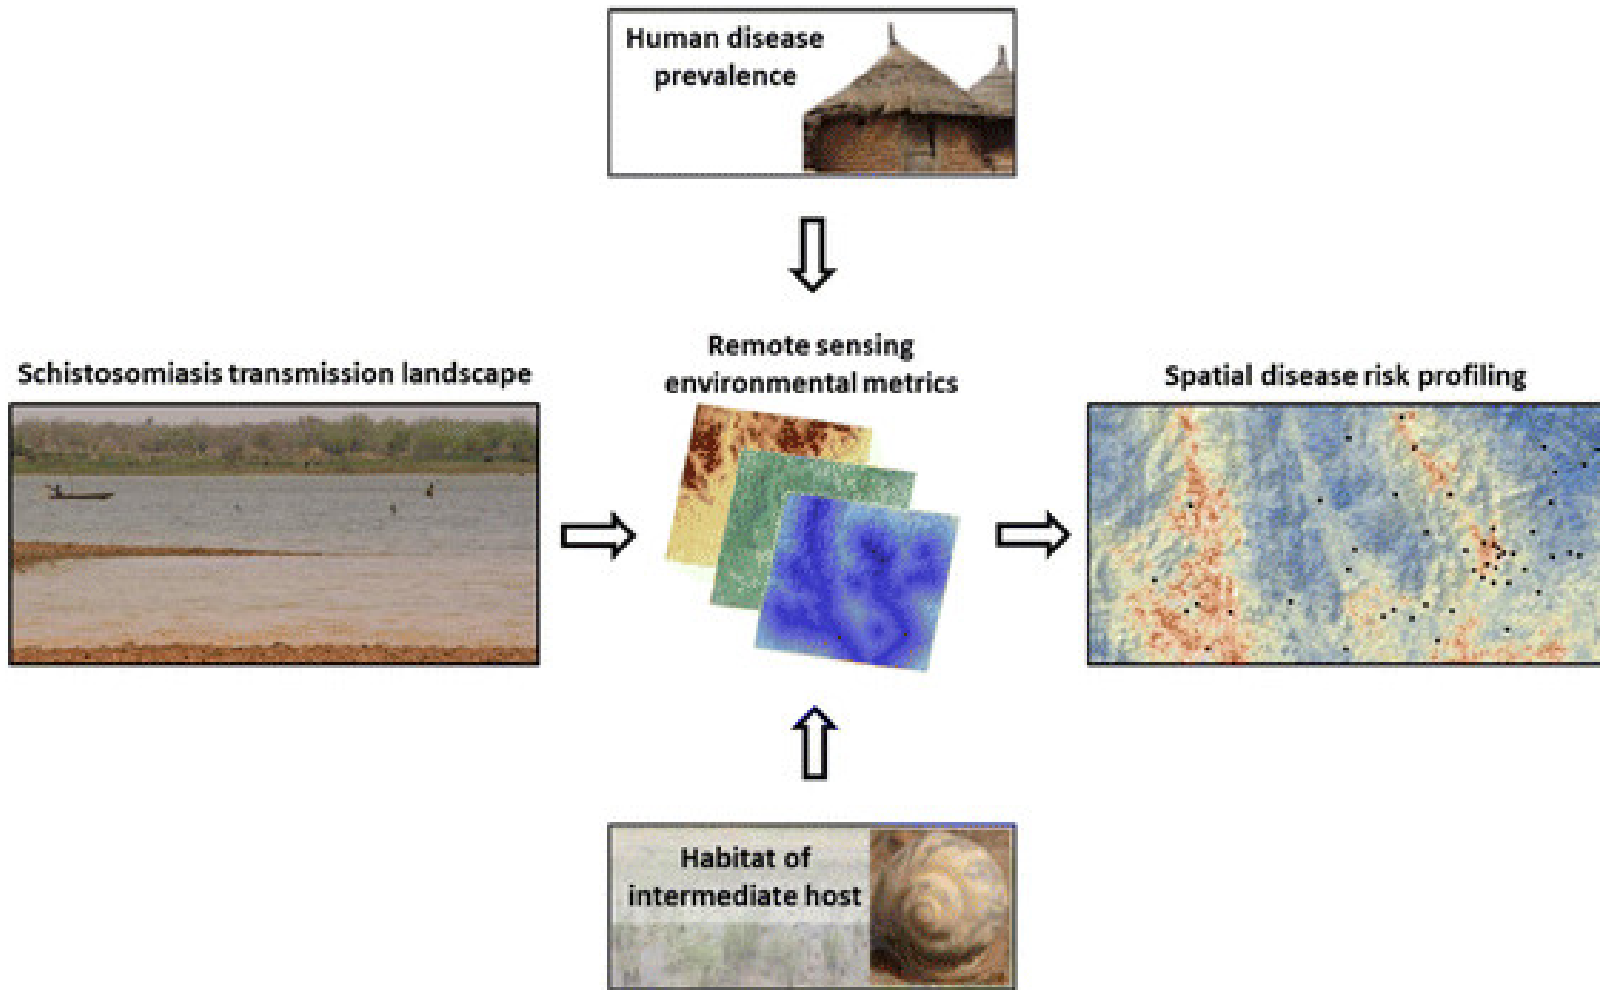 Human disease
prevalence
Remote sensing
environmental metrics
Schistosomiasis transmission landscape
Spatial disease risk profiling
Habitat of
intermediate host